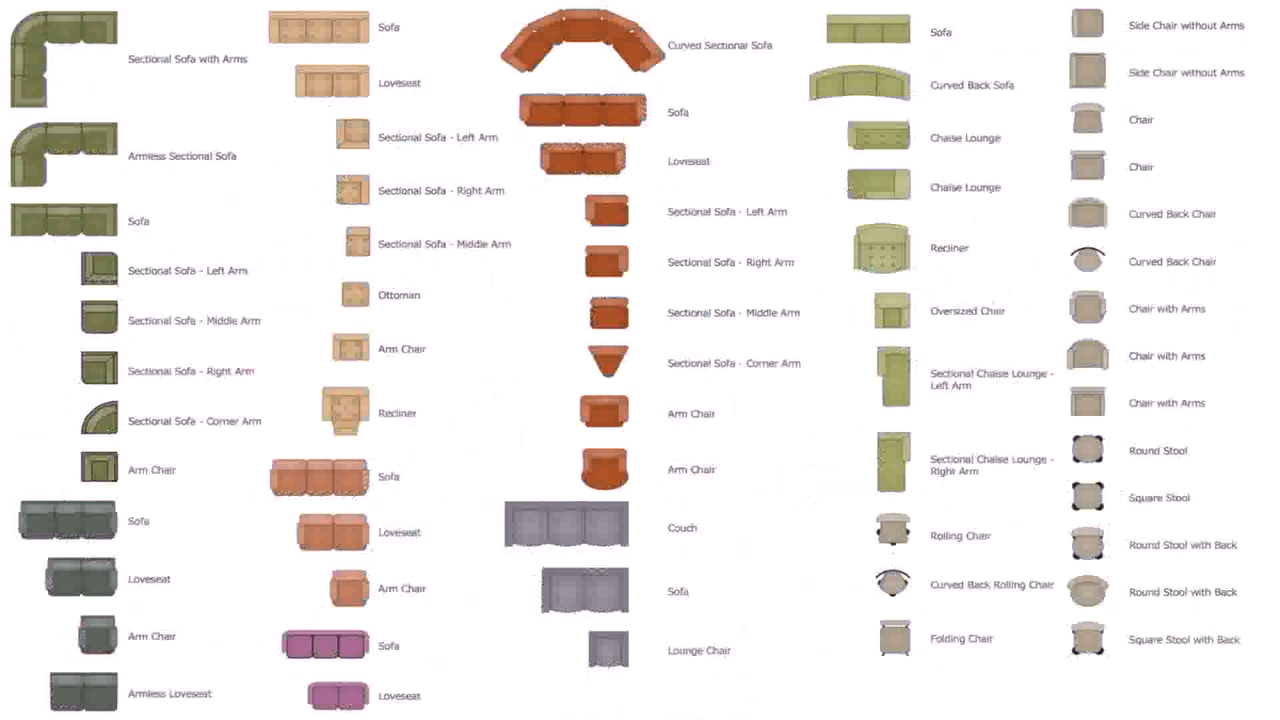 Sectional Sofa with Arms
Armless Sectional Sofa
Sofa
Sectional Sofa - Left Arm
Sectional Sofa - Middle Arm
Sectional Sofa - Right Arm
Sectional Sofa - Corner Arm
Arm Chair
Sofa
Loveseat
Arm Chair
Armless Loveseat
Sofa
Loveseat
Sectional Sofa - Left Arm
Sectional Sofa - Right Arm
Sectional Sofa - Middle Arm
Ottoman
Arm Chair
Recliner
Sofa
Loveseat
Arm Chair
Sofa
Loveseat
Curved Sectional Sofa
Sofa
Loveseat
Sectional Sofa - Left Arm
Sectional Sofa - Right Arm
Sectional Sofa - Middle Arm
Sectional Sofa - Corner Arm
Arm Chair
Arm Chair
Couch
Sofa
Lounge Chair
Sofa
Curved Back Sofa
Chaise Lounge
Chaise Lounge
Recliner
Oversized Chair
Sectional Chaise Lounge -
Left Arm
Sectional Chaise Lounge -
Right Arm
Rolling Chair
Curved Back Rolling Chair
Folding Chair
Side Chair without Arms
Side Chair without Arms
Chair
Chair
Curved Back Chair
Curved Back Chair
Chair with Arms
Chair with Arms
Chair with Arms
Round Stool
Square Stool
Round Stool with Back
Round Stool with Back
Square Stool with Back